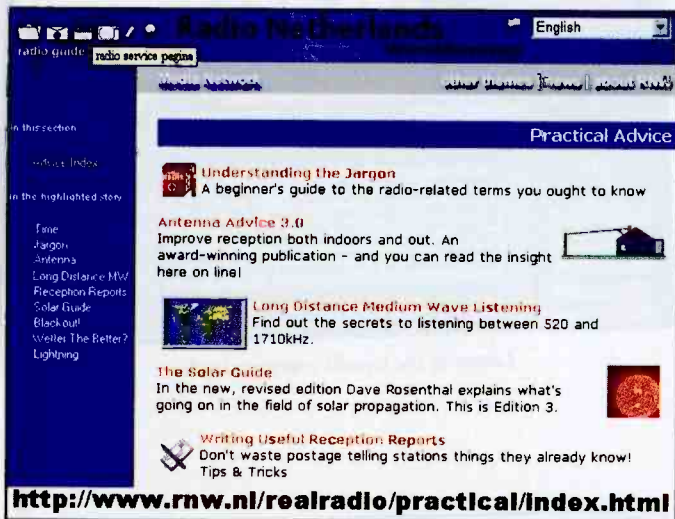 Radio Netherlands
English
radio guide
radio service pagina
Media Network
in this section
Practical Advice
Advice Index
Understanding the Jargon
A beginner's guide to the radio-related terms you ought to know
in the highlighted story
Antenna Advice 3.0
Improve reception both indoors and out. An
award-winning publication - and you can read the insight
here on line!
Time
Jargon
Antenna
Long Distance MW
Reception Reports
Solar Guide
Blackout!
Wetter The Better?
Lightning
Long Distance Medium Wave Listening
Find out the secrets to listening between 520 and
1710kHz.
The Solar Guide
In the new, revised edition Dave Rosenthal explains what's
going on in the field of solar propagation. This is Edition 3.
Writing Useful Reception Reports
Don't waste postage telling stations things they already know!
Tips & Tricks
http://www.rnw.nl/realradio/practical/index.html